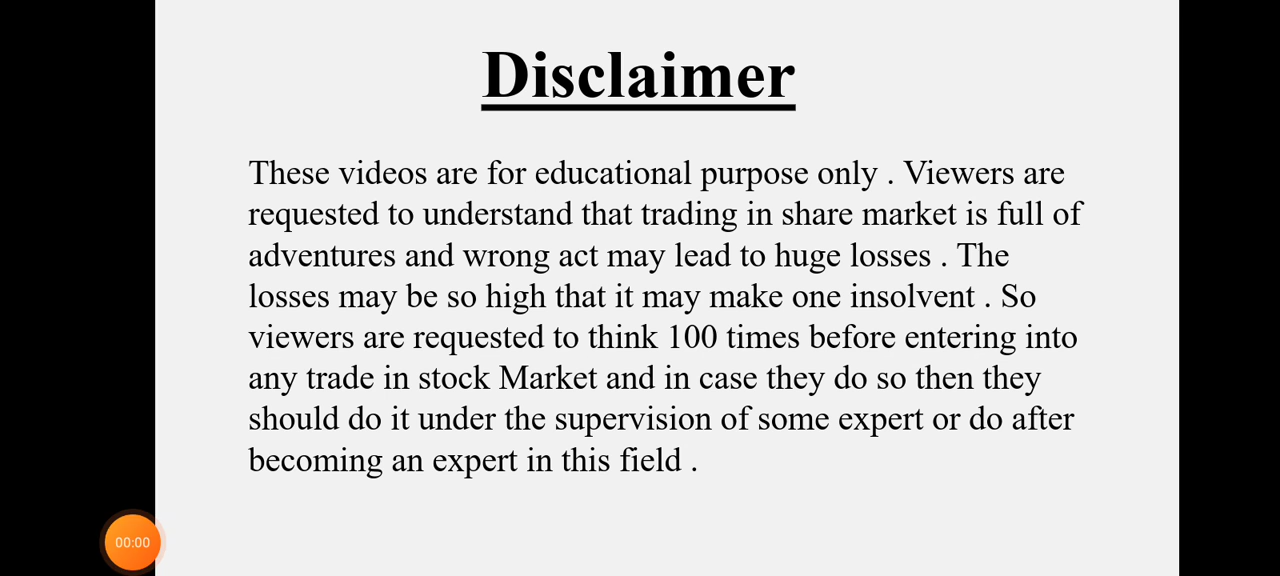 Disclaimer
These videos are for educational purpose only . Viewers are
requested to understand that trading in share market is full of
adventures and wrong act may lead to huge losses . The
losses may be so high that it may make one insolvent . So
viewers are requested to think 100 times before entering into
any trade in stock Market and in case they do so then they
should do it under the supervision of some expert or do after
becoming an expert in this field .
00:00